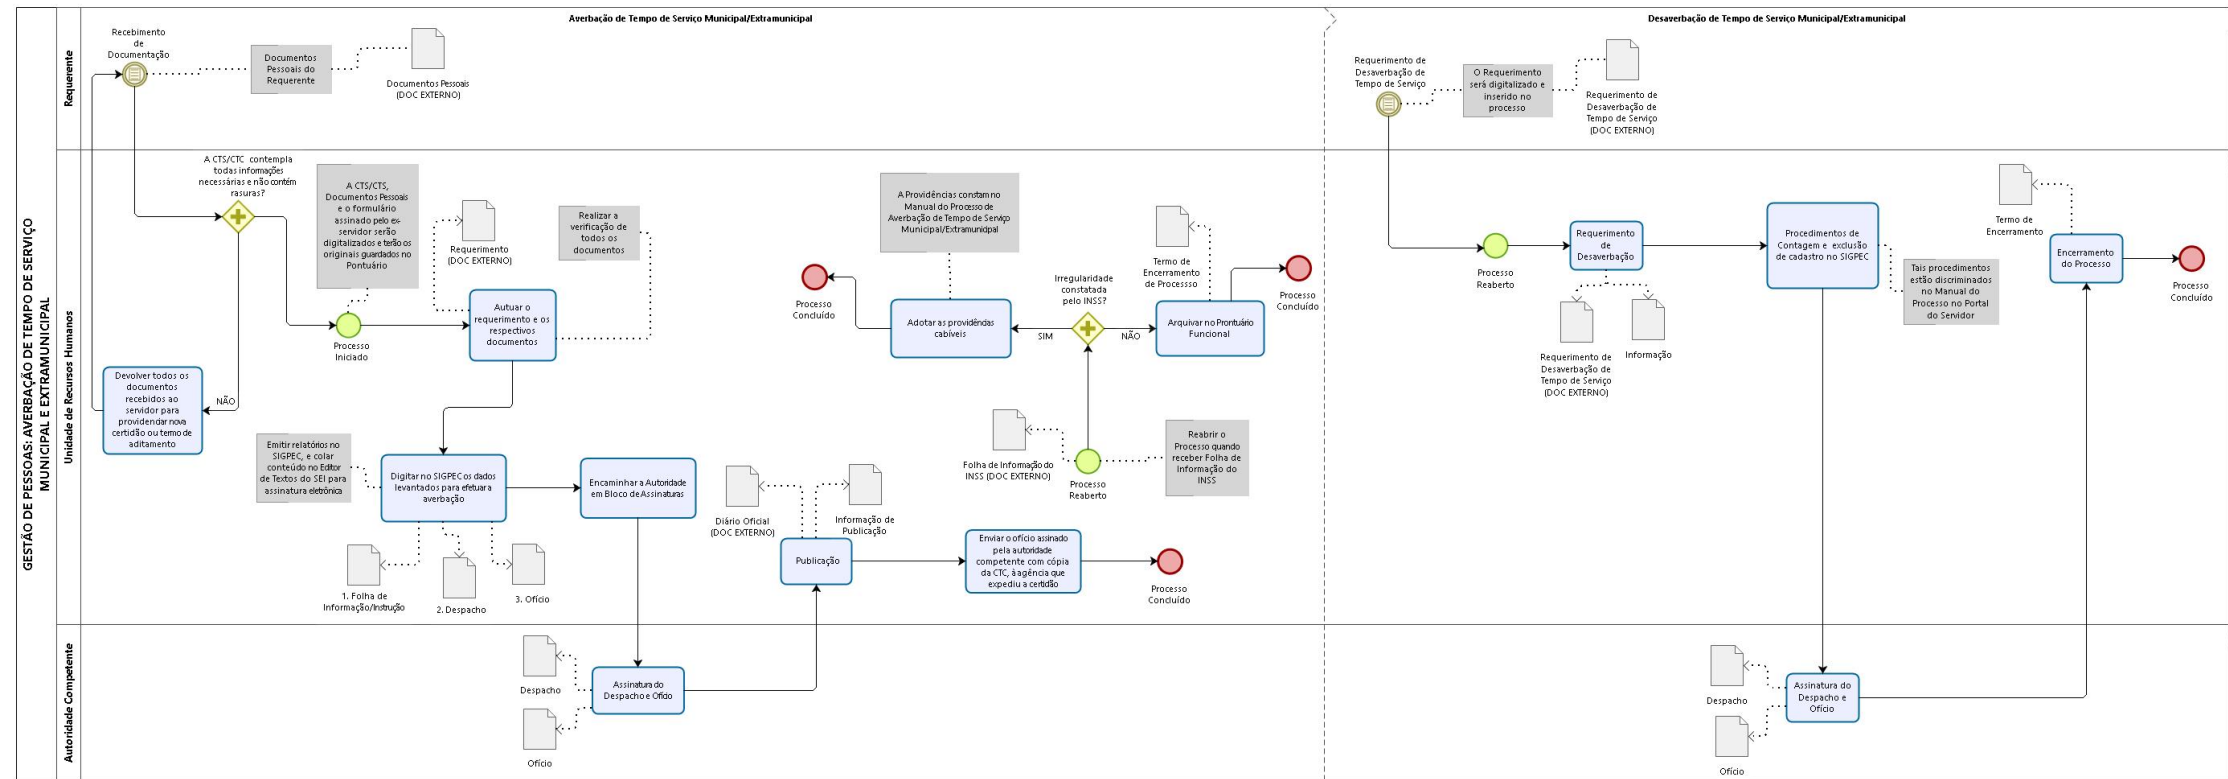 GESTÃO DE PESSOAS: AVERBAÇÃO DE TEMPO DE SERVIÇO
MUNICIPAL E EXTRAMUNICIPAL
Averbação de Tempo de Serviço Municipal/Extramunicipal
Desaverbação de Tempo de Serviço Municipal/Extramunicipal
Requerente
Recebimento
de
Documentação
Documentos
Pessoais do
Requerente
Documentos Pessoais
(DOC EXTERNO)
Requerimento de
Desaverbação de
Tempo de Serviço
O Requerimento
será digitalizado e
inserido no
processo
Requerimento de
Desaverbação de
Tempo de Serviço
(DOC EXTERNO)
Unidade de Recursos Humanos
A CTS/CTC contempla
todas informações
necessárias e não contém
rasuras?
A CTS/CTS,
Documentos Pessoais
e o formulário
assinado pelo ex-
servidor serão
digitalizados e terão os
originais guardados no
Pontuário
Processo
Iniciado
Requerimento
(DOC EXTERNO)
Realizar a
verificação de
todos os
documentos
Autuar o
requerimento e os
respectivos
documentos
NÃO
Devolver todos os
documentos
recebidos ao
servidor para
providenciar nova
certidão ou termo de
aditamento
Emitir relatórios no
SIGPEC, e colar
conteúdo no Editor
de Textos do SEI para
assinatura eletrônica
Digitar no SIGPEC os dados
levantados para efetuar a
averbação
Encaminhar a Autoridade
em Bloco de Assinaturas
1. Folha de
Informação/Instrução
2. Despacho
3. Ofício
Diário Oficial
(DOC EXTERNO)
Informação de
Publicação
Publicação
Enviar o ofício assinado
pela autoridade
competente com cópia
da CTC, à agência que
expediu a certidão
Processo
Concluído
A Providências constam no
Manual do Processo de
Averbação de Tempo de Serviço
Municipal/Extramunicipal
Processo
Concluído
Adotar as providências
cabíveis
SIM
Irregularidade
constatada
pelo INSS?
NÃO
Termo de
Encerramento
de Processso
Arquivar no Prontuário
Funcional
Processo
Concluído
Folha de Informação do
INSS (DOC EXTERNO)
Processo
Reaberto
Reabrir o
Processo quando
receber Folha de
Informação do
INSS
Processo
Reaberto
Requerimento
de
Desaverbação
Requerimento de
Desaverbação de
Tempo de Serviço
(DOC EXTERNO)
Informação
Procedimentos de
Contagem e exclusão
de cadastro no SIGPEC
Tais procedimentos
estão discriminados
no Manual do
Processo no Portal
do Servidor
Termo de
Encerramento
Encerramento
do Processo
Processo
Concluído
Autoridade Competente
Despacho
Ofício
Assinatura do
Despacho e Ofício
Despacho
Ofício
Assinatura do
Despacho e
Ofício